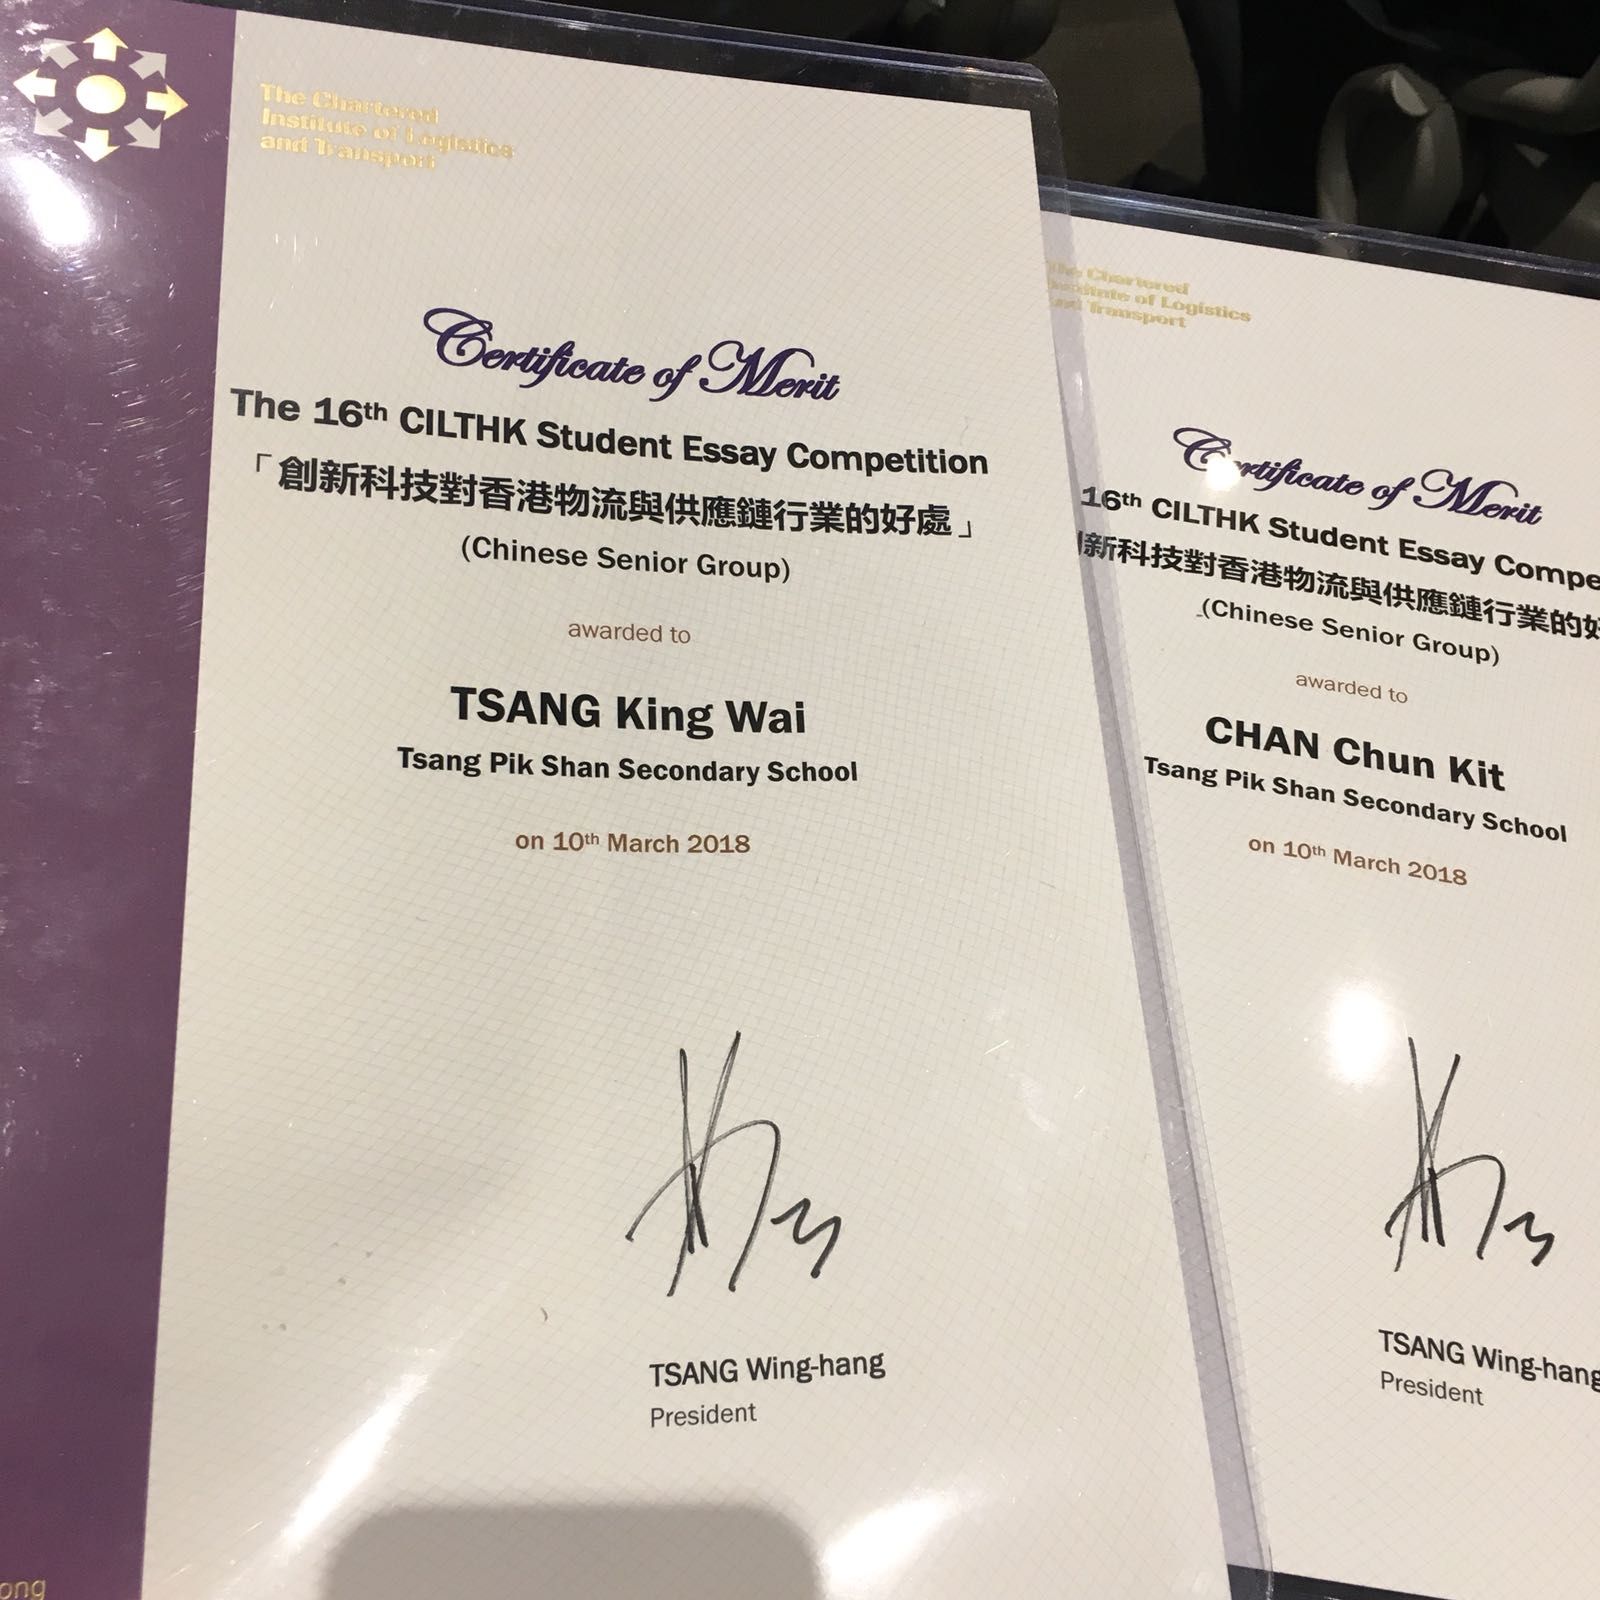 The Chartered
Institute of Logistics
and Transport
Certificate of Merit
The 16th CILTHK Student Essay Competition
「創新科技對香港物流與供應鏈行業的好處」
(Chinese Senior Group)
awarded to
TSANG King Wai
Tsang Pik Shan Secondary School
on 10th March 2018
TSANG Wing-hang
President
The Chartered
Institute of Logistics
and Transport
Certificate of Merit
16th CILTHK Student Essay
新科技對香港物流與供應鏈行業的
(Chinese Senior Group)
awarded to
CHAN Chun Kit
Tsang Pik Shan Secondary School
on 10th March 2018
TSANG Wing-hang
President